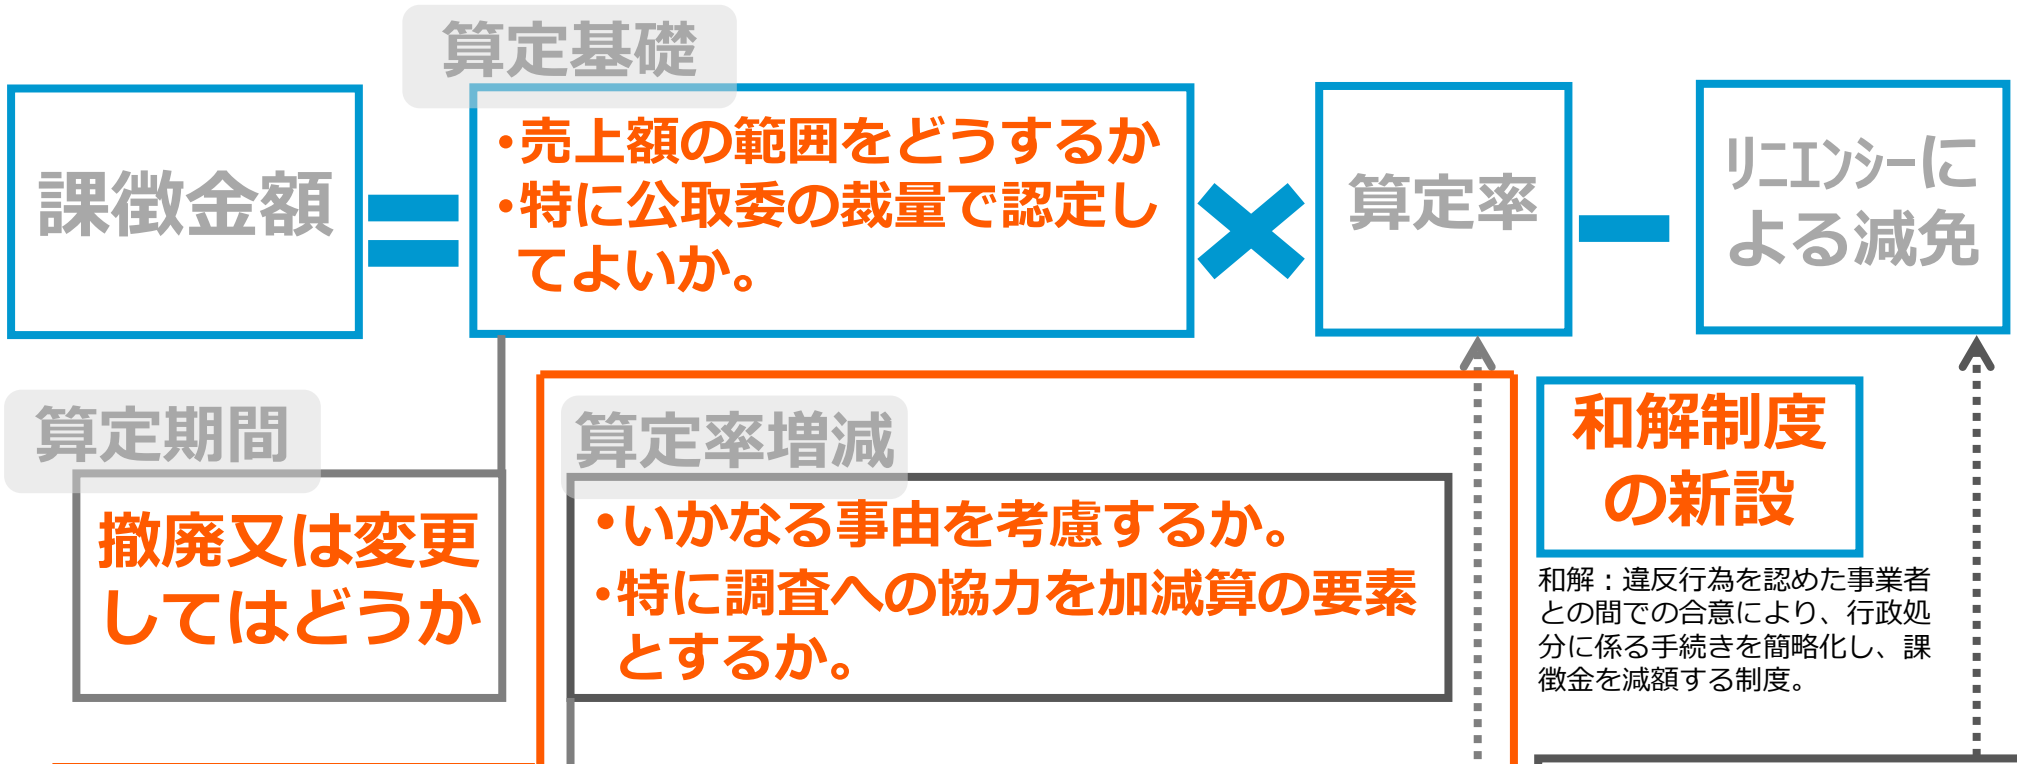 算定基礎
課徴金額
・売上額の範囲をどうするか
・特に公取委の裁量で認定し
てよいか。
算定率
リニエンシーに
よる減免
算定期間
撤廃又は変更
してはどうか
算定率増減
・いかなる事由を考慮するか。
・特に調査への協力を加減算の要素
とするか。
和解制度
の新設
和解：違反行為を認めた事業者
との間での合意により、行政処
分に係る手続きを簡略化し、課
徴金を減額する制度。